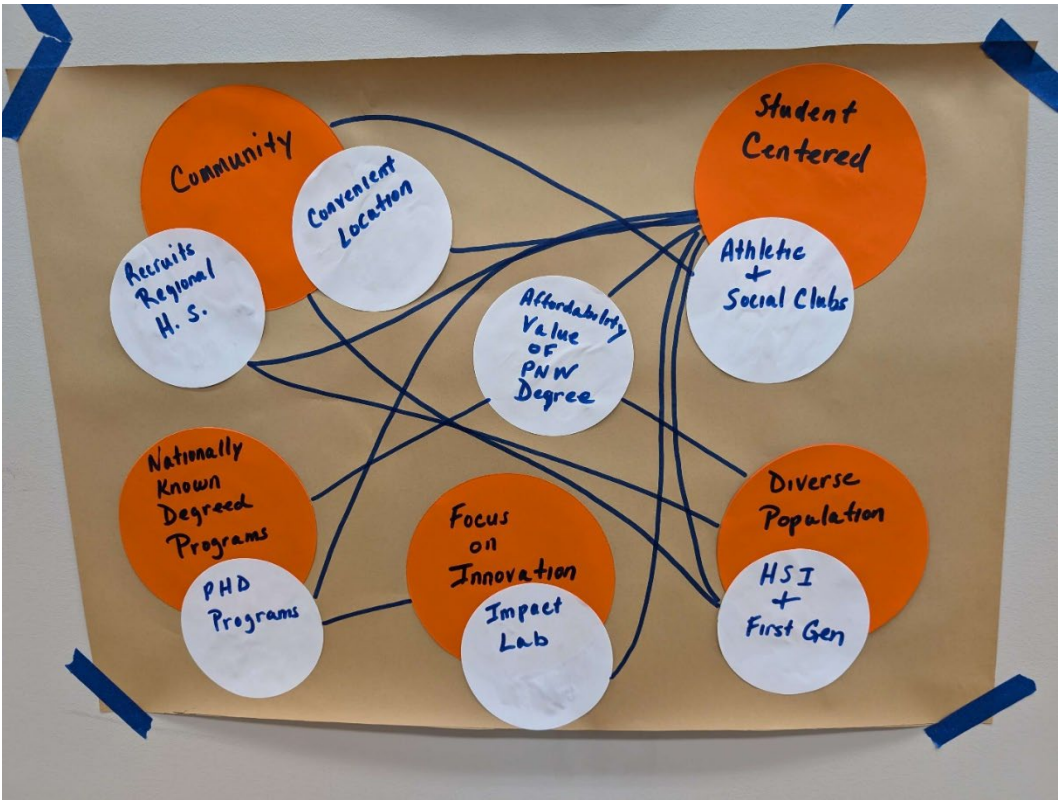 Community
Convenient
Location
Recruits
Regional
H. S.
Student
Centered
Athletic
+
Social Clubs
Affordability
Value
OF
PNW
Degree
Nationally
Known
Degreed
Programs
PHD
Programs
Focus
on
Innovation
Impact
Lab
Diverse
Population
HSI
+
First Gen